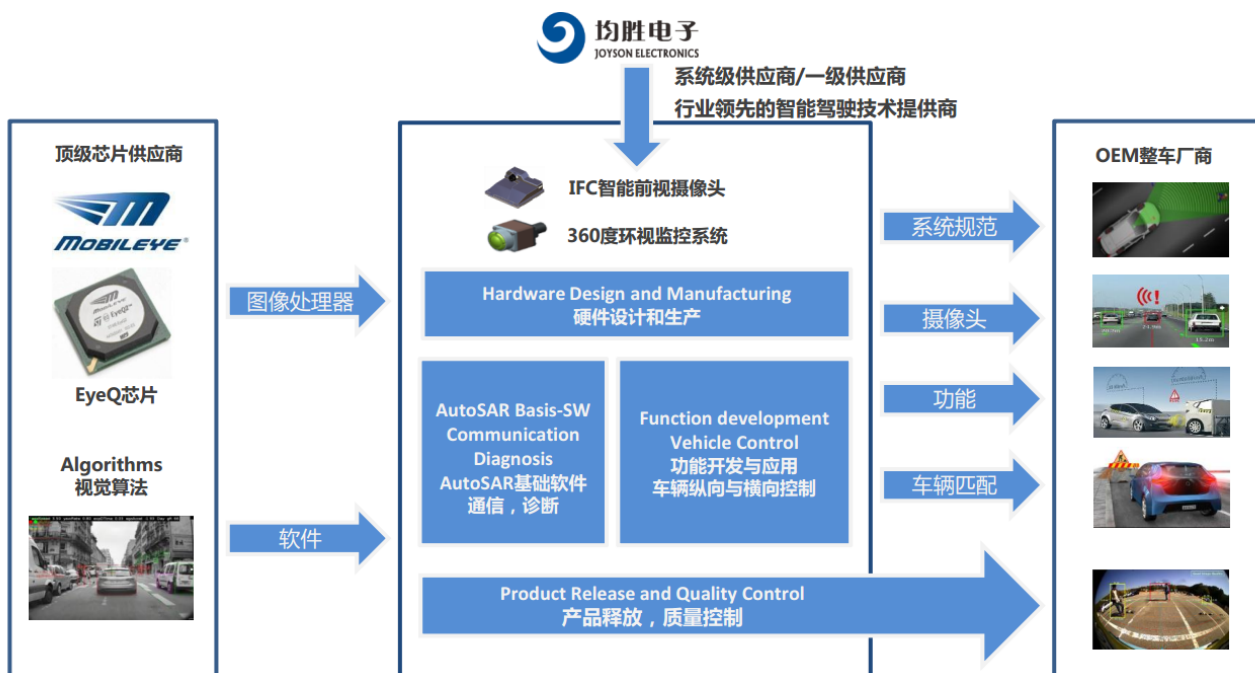 均胜电子
JOYSON ELECTRONICS
系统级供应商/一级供应商
行业领先的智能驾驶技术提供商
顶级芯片供应商
MOBILEYE®
MOBILEYE
EyeQ2™
EyeQ芯片
Algorithms
视觉算法
图像处理器
软件
IFC智能前视摄像头
360度环视监控系统
Hardware Design and Manufacturing
硬件设计和生产
AutoSAR Basis-SW
Communication
Diagnosis
AutoSAR基础软件
通信，诊断
Function development
Vehicle Control
功能开发与应用
车辆纵向与横向控制
Product Release and Quality Control
产品释放，质量控制
系统规范
摄像头
功能
车辆匹配
OEM整车厂商